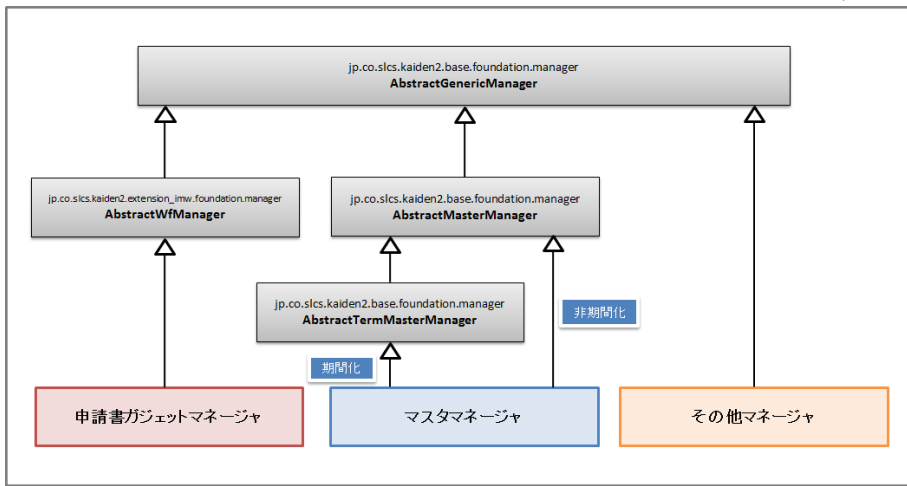 jp.co.slcs.kaiden2.base.foundation.manager
AbstractGenericManager
jp.co.slcs.kaiden2.extension_imw.foundation.manager
AbstractWfManager
jp.co.slcs.kaiden2.base.foundation.manager
AbstractMasterManager
jp.co.slcs.kaiden2.base.foundation.manager
AbstractTermMasterManager
非期間化
期間化
申請書ガジェットマネージャ
マスタマネージャ
その他マネージャ